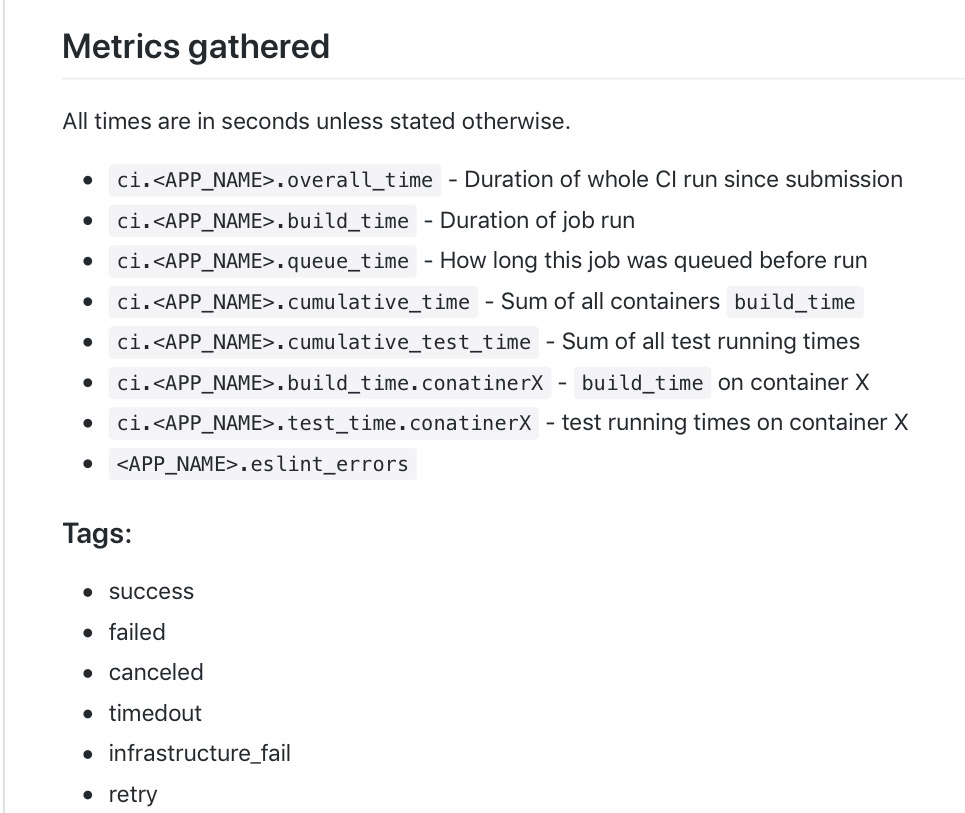 Metrics gathered
All times are in seconds unless stated otherwise.
ci.<APP_NAME>.overall_time - Duration of whole CI run since submission
ci.<APP_NAME>.build_time - Duration of job run
ci.<APP_NAME>.queue_time - How long this job was queued before run
ci.<APP_NAME>.cumulative_time - Sum of all containers build_time
ci.<APP_NAME>.cumulative_test_time - Sum of all test running times
ci.<APP_NAME>.build_time.conatinerX - build_time on container X
ci.<APP_NAME>.test_time.conatinerX - test running times on container X
<APP_NAME>.eslint_errors
Tags:
success
failed
canceled
timedout
infrastructure_fail
retry